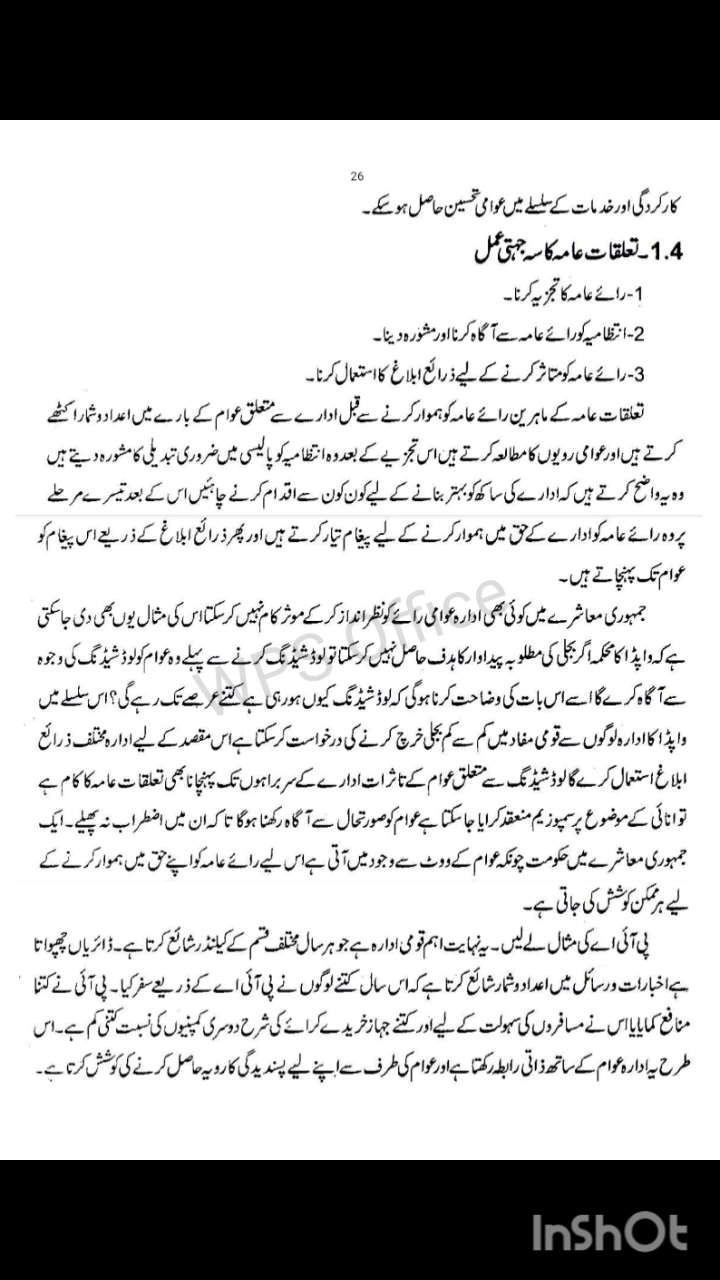 26
کارکردگی اور خدمات کے سلسلے میں عوامی تحسین حاصل ہو سکے۔
1.4۔ تعلقات عامہ کا سہ جہتی عمل
1- رائے عامہ کا تجزیہ کرنا۔
2- انتظامیہ کو رائے عامہ سے آگاہ کرنا اور مشورہ دینا۔
3- رائے عامہ کو متاثر کرنے کے لیے ذرائع ابلاغ کا استعمال کرنا۔
تعلقات عامہ کے ماہرین رائے عامہ کو ہموار کرنے سے قبل ادارے سے متعلق عوام کے بارے میں اعداد و شمار اکٹھے
کرتے ہیں اور عوامی رویوں کا مطالعہ کرتے ہیں اس تجزیے کے بعد وہ انتظامیہ کو پالیسی میں ضروری تبدیلی کا مشورہ دیتے ہیں
وہ یہ واضح کرتے ہیں کہ ادارے کی ساکھ کو بہتر بنانے کے لیے کون کون سے اقدام کرنے چاہئیں اس کے بعد تیسرے مرحلے
پر وہ رائے عامہ کو ادارے کے حق میں ہموار کرنے کے لیے پیغام تیار کرتے ہیں اور پھر ذرائع ابلاغ کے ذریعے اس پیغام کو
عوام تک پہنچاتے ہیں۔
جمہوری معاشرے میں کوئی بھی ادارہ عوامی رائے کو نظر انداز کر کے موثر کام نہیں کر سکتا اس کی مثال یوں بھی دی جا سکتی
ہے کہ واپڈا کا محکمہ اگر بجلی کی مطلوبہ پیداوار کا ہدف حاصل نہیں کر سکتا تو لوڈ شیڈنگ کرنے سے پہلے وہ عوام کو لوڈ شیڈنگ کی وجوہ
سے آگاہ کرے گا اسے اس بات کی وضاحت کرنا ہو گی کہ لوڈ شیڈنگ کیوں ہو رہی ہے کتنے عرصے تک رہے گی؟ اس سلسلے میں
واپڈا کا ادارہ لوگوں سے قومی مفاد میں کم سے کم بجلی خرچ کرنے کی درخواست کر سکتا ہے اس مقصد کے لیے ادارہ مختلف ذرائع
ابلاغ استعمال کرے گا لوڈ شیڈنگ سے متعلق عوام کے تاثرات ادارے کے سربراہوں تک پہنچانا بھی تعلقات عامہ کا کام ہے
توانائی کے موضوع پر سمپوزیم منعقد کرایا جا سکتا ہے عوام کو صورتحال سے آگاہ رکھنا ہو گا تاکہ ان میں اضطراب نہ پھیلے۔ ایک
جمہوری معاشرے میں حکومت چونکہ عوام کے ووٹ سے وجود میں آتی ہے اس لیے رائے عامہ کو اپنے حق میں ہموار کرنے کے
لیے ہر ممکن کوشش کی جاتی ہے۔
پی آئی اے کی مثال لے لیں۔ یہ نہایت اہم قومی ادارہ ہے جو ہر سال مختلف قسم کے کیلنڈر شائع کرتا ہے۔ ڈائریاں چھپواتا
ہے اخبارات و رسائل میں اعداد و شمار شائع کرتا ہے کہ اس سال کتنے لوگوں نے پی آئی اے کے ذریعے سفر کیا۔ پی آئی نے کتنا
منافع کمایا یا اس نے مسافروں کی سہولت کے لیے اور کتنے جہاز خریدے کرائے کی شرح دوسری کمپنیوں کی نسبت کتنی کم ہے۔ اس
طرح یہ ادارہ عوام کے ساتھ ذاتی رابطہ رکھتا ہے اور عوام کی طرف سے اپنے لیے پسندیدگی کا رویہ حاصل کرنے کی کوشش کرتا ہے۔
WPS Office
InShOt